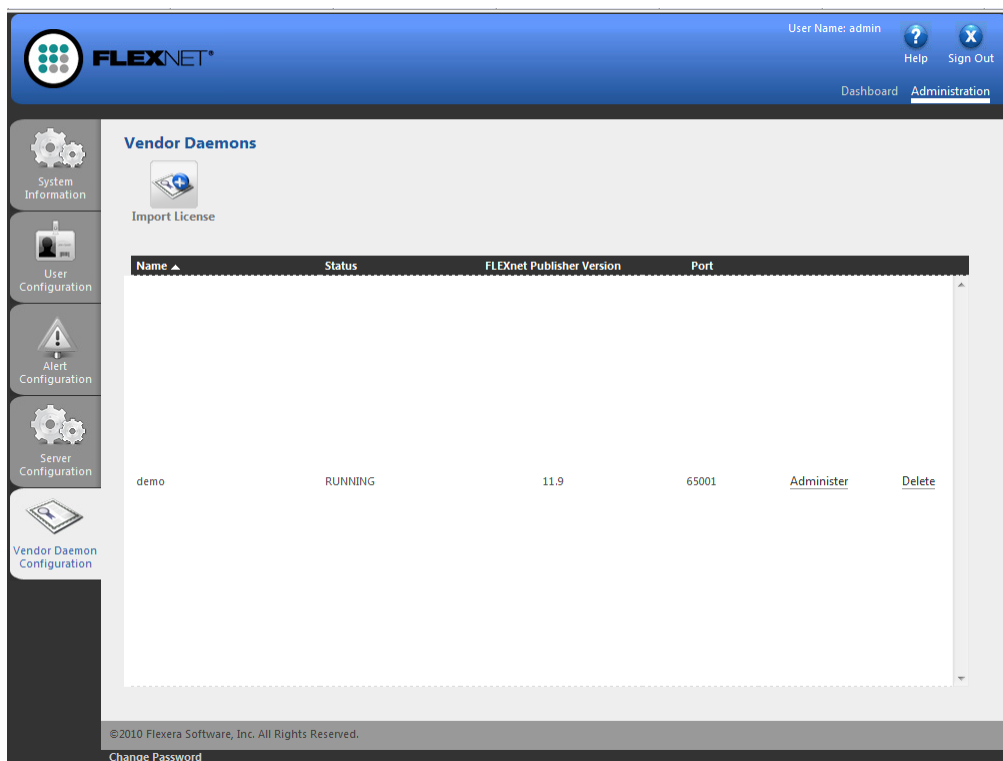 User Name: admin
FLEXNET®
?
X
Help
Sign Out
Dashboard
Administration
System
Information
User
Configuration
Alert
Configuration
Server
Configuration
Vendor Daemon
Configuration
Vendor Daemons
Import License
Name
Status
FLEXnet Publisher Version
Port
demo
RUNNING
11.9
65001
Administer
Delete
©2010 Flexera Software, Inc. All Rights Reserved.
Change Password